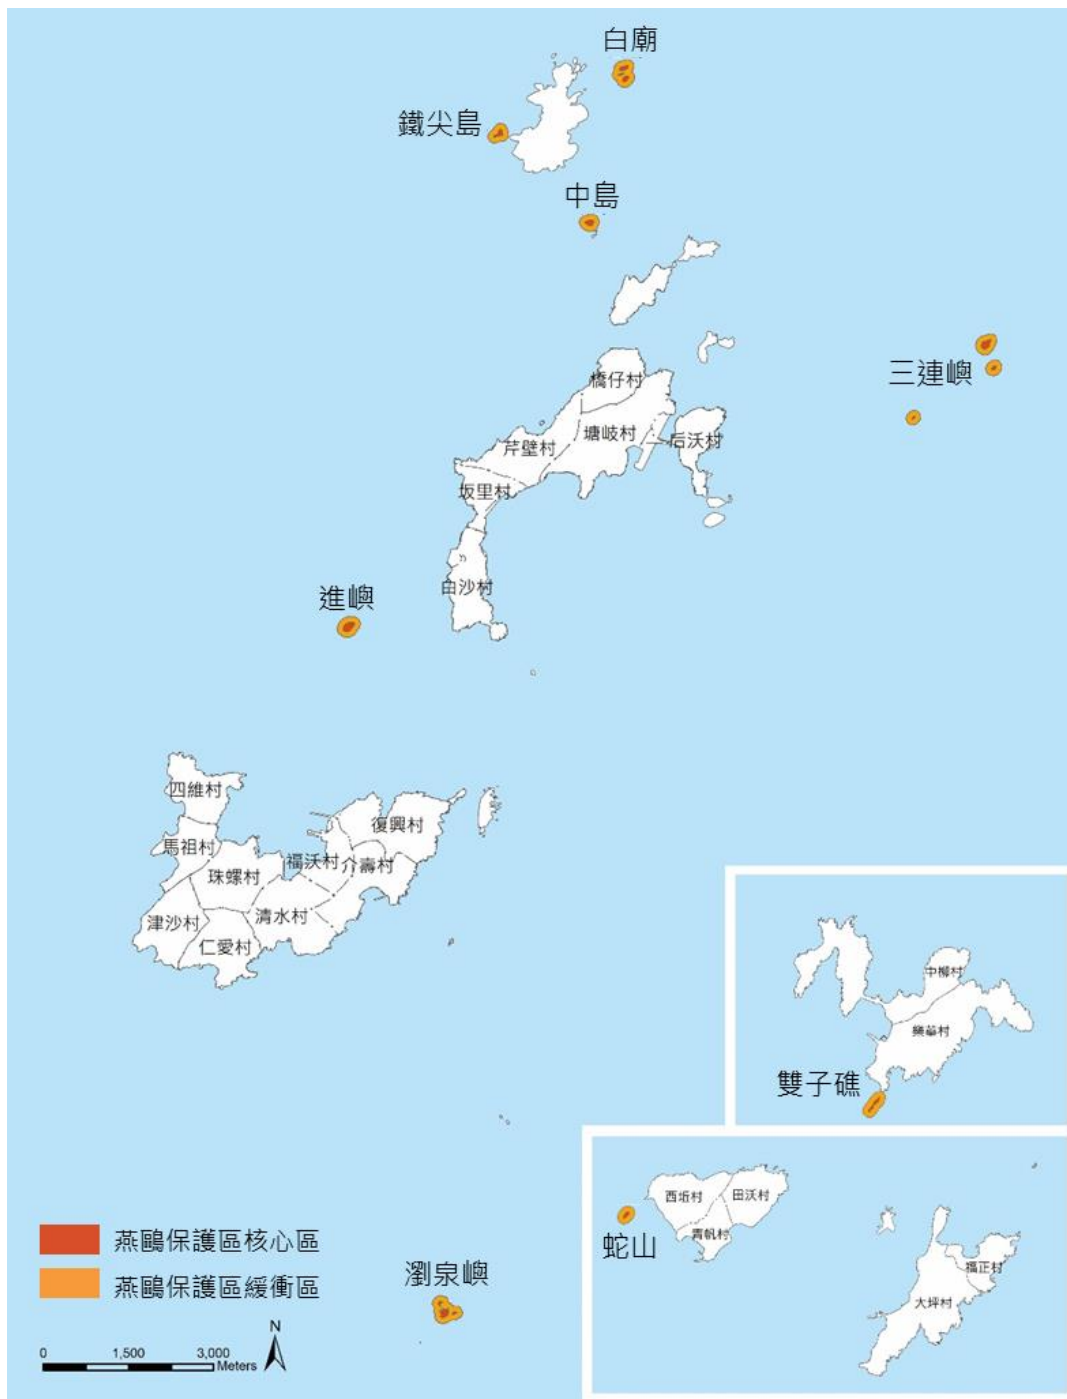 白廟
鐵尖島
中島
三連嶼
橋仔村
塘岐村
后沃村
芹壁村
坂里村
白沙村
進嶼
四維村
復興村
馬祖村
福沃村
介壽村
珠螺村
清水村
津沙村
仁愛村
中柳村
樂華村
雙子礁
西坵村
田沃村
青帆村
蛇山
福正村
大坪村
瀏泉嶼
燕鷗保護區核心區
燕鷗保護區緩衝區
N
0 1,500 3,000
Meters